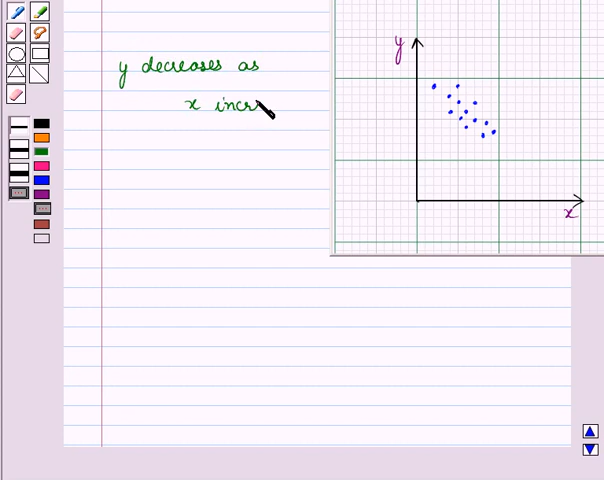 y decreases as
x incr
y
x